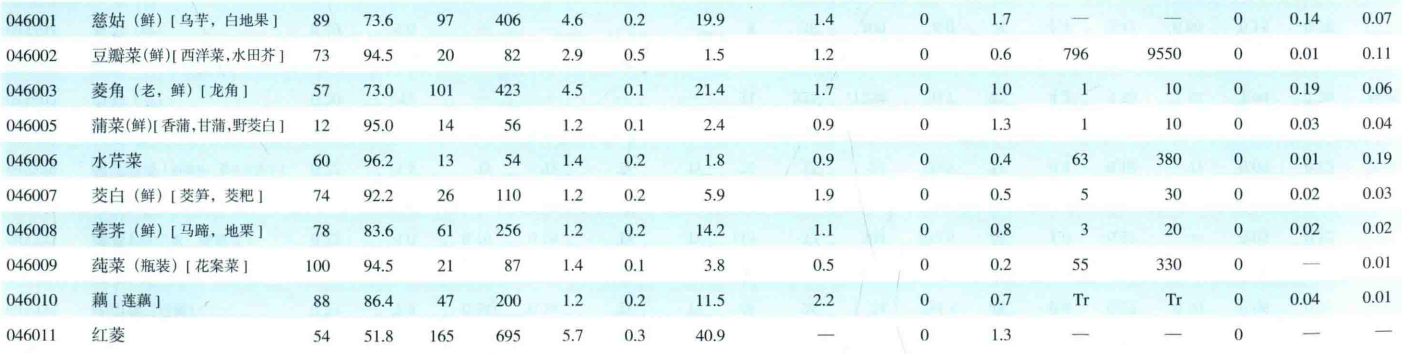 046001 慈姑（鲜）[乌芋，白地果] 89 73.6 97 406 4.6 0.2 19.9 1.4 0 1.7 — — 0 0.14 0.07
046002 豆瓣菜(鲜)[西洋菜,水田芥] 73 94.5 20 82 2.9 0.5 1.5 1.2 0 0.6 796 9550 0 0.01 0.11
046003 菱角（老，鲜）[龙角] 57 73.0 101 423 4.5 0.1 21.4 1.7 0 1.0 1 10 0 0.19 0.06
046005 蒲菜(鲜)[香蒲,甘蒲,野茭白] 12 95.0 14 56 1.2 0.1 2.4 0.9 0 1.3 1 10 0 0.03 0.04
046006 水芹菜 60 96.2 13 54 1.4 0.2 1.8 0.9 0 0.4 63 380 0 0.01 0.19
046007 茭白（鲜）[茭笋，茭粑] 74 92.2 26 110 1.2 0.2 5.9 1.9 0 0.5 5 30 0 0.02 0.03
046008 荸荠（鲜）[马蹄，地栗] 78 83.6 61 256 1.2 0.2 14.2 1.1 0 0.8 3 20 0 0.02 0.02
046009 莼菜（瓶装）[花案菜] 100 94.5 21 87 1.4 0.1 3.8 0.5 0 0.2 55 330 0 — 0.01
046010 藕[莲藕] 88 86.4 47 200 1.2 0.2 11.5 2.2 0 0.7 Tr Tr 0 0.04 0.01
046011 红菱 54 51.8 165 695 5.7 0.3 40.9 — 0 1.3 — — 0 — —